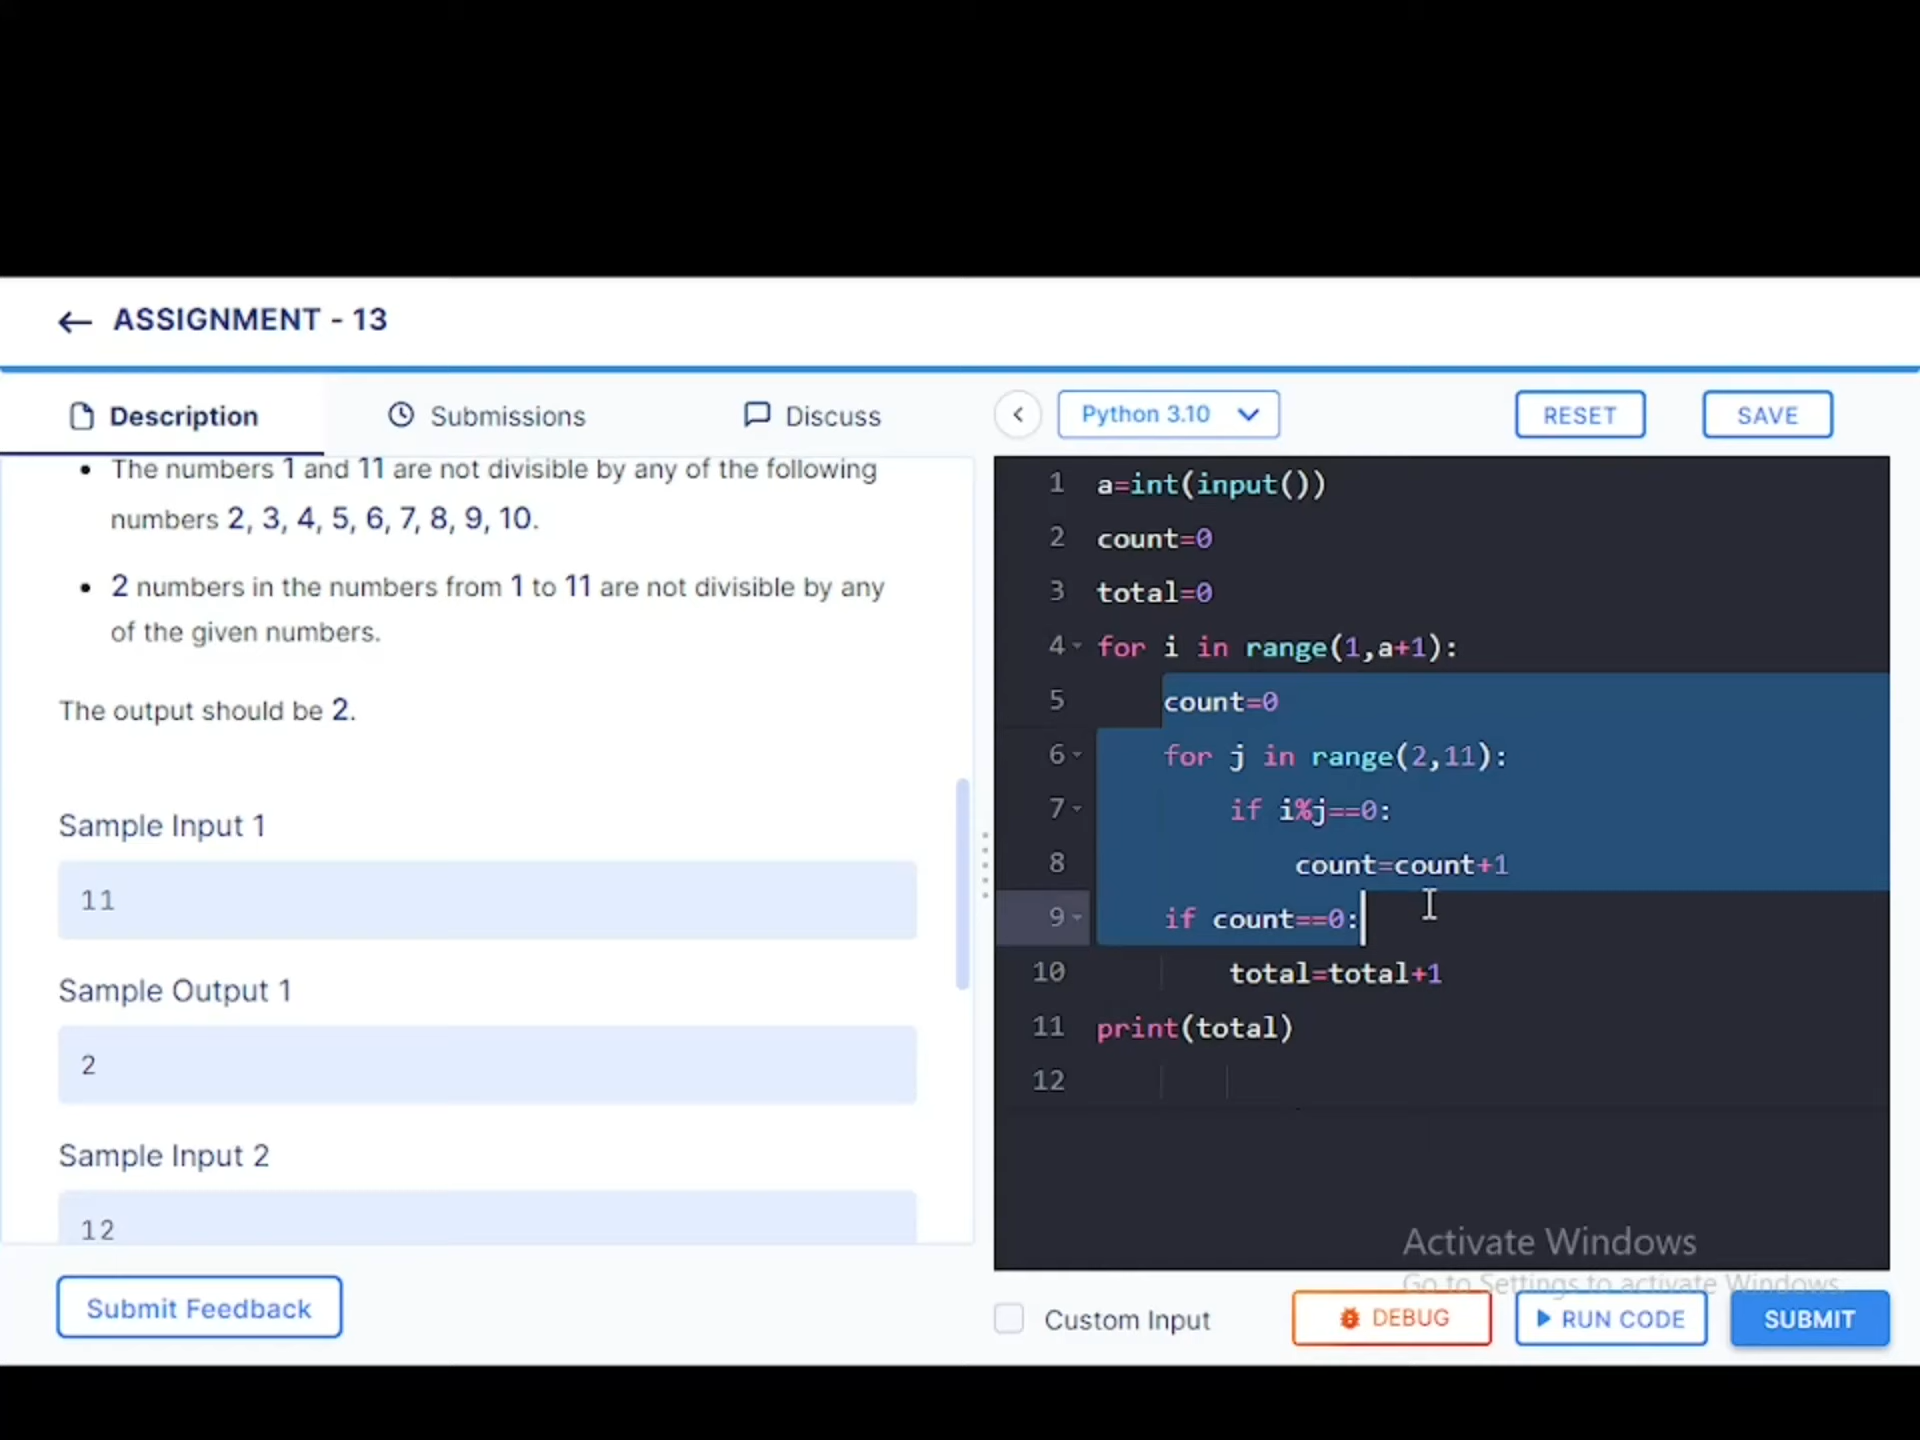 ASSIGNMENT - 13
Description
Submissions
Discuss
The numbers 1 and 11 are not divisible by any of the following
numbers 2, 3, 4, 5, 6, 7, 8, 9, 10.
2 numbers in the numbers from 1 to 11 are not divisible by any
of the given numbers.
The output should be 2.
Sample Input 1
11
Sample Output 1
2
Sample Input 2
12
Submit Feedback
Python 3.10
RESET
SAVE
1 a=int(input())
2 count=0
3 total=0
4 for i in range(1,a+1):
5     count=0
6     for j in range(2,11):
7         if i%j==0:
8             count=count+1
9     if count==0:
10         total=total+1
11 print(total)
12
Activate Windows
Go to Settings to activate Windows.
Custom Input
DEBUG
RUN CODE
SUBMIT